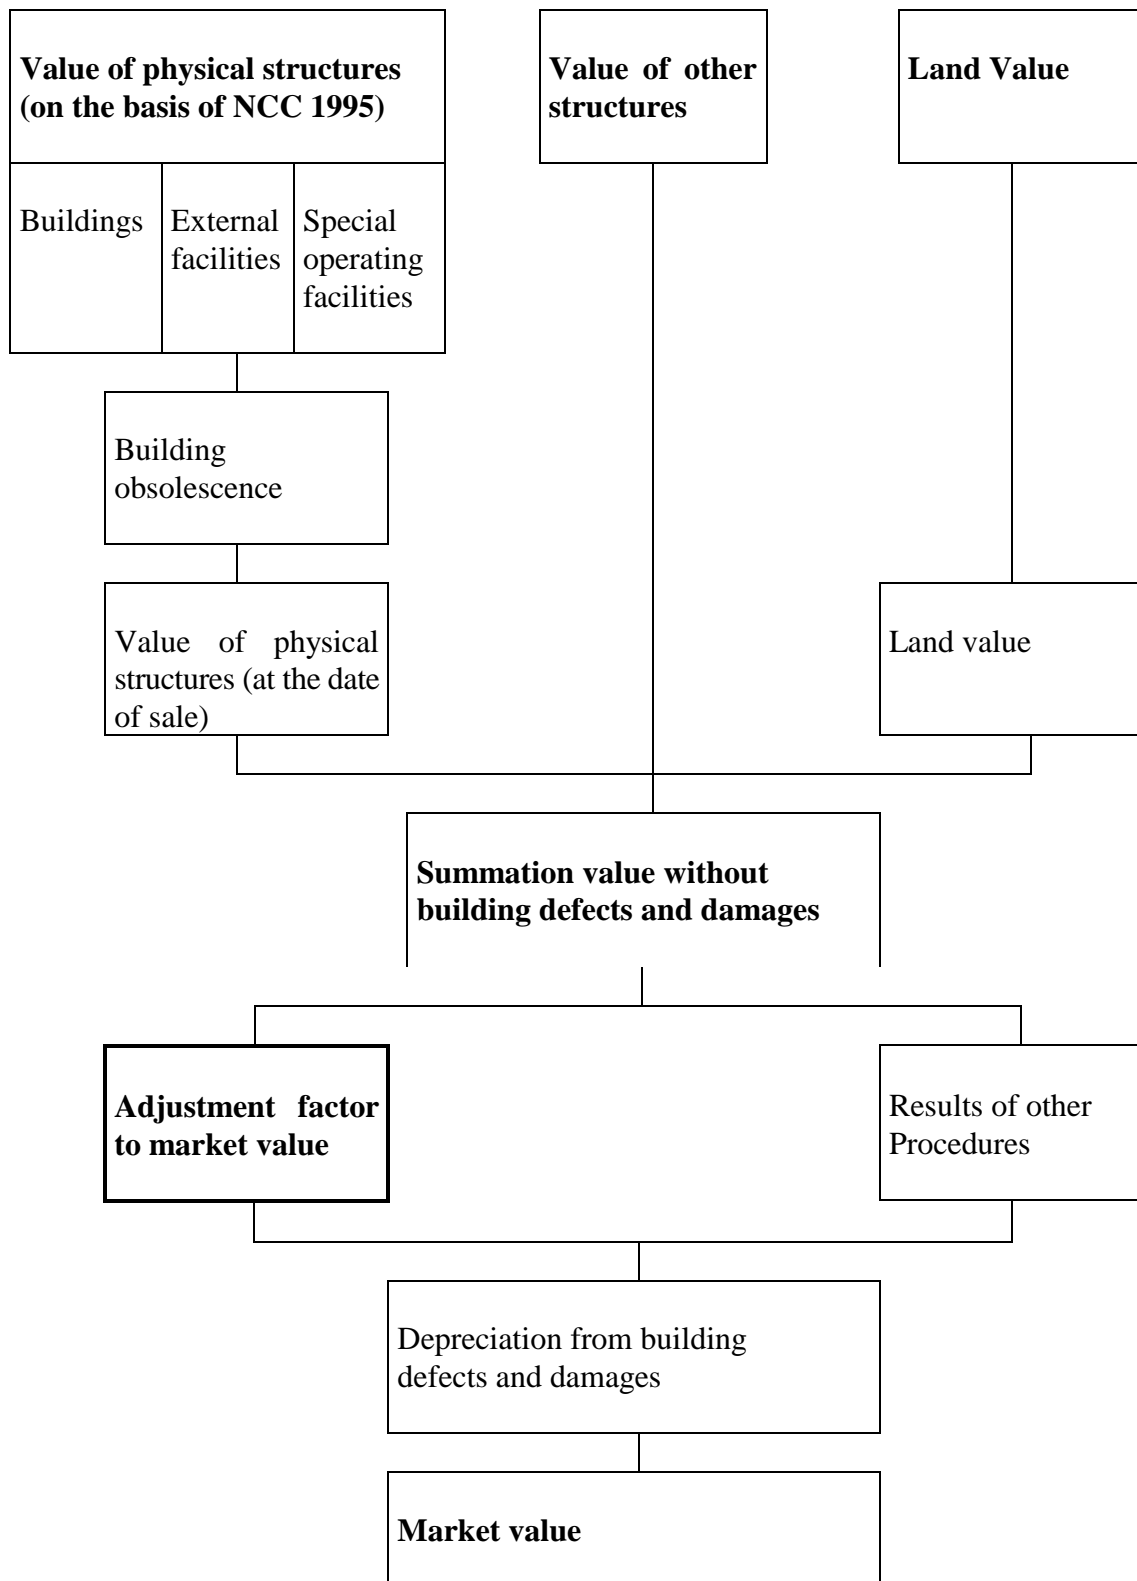 Value of physical structures
(on the basis of NCC 1995)
Value of other
structures
Land Value
Buildings
External
facilities
Special
operating
facilities
Building
obsolescence
Value of physical
structures (at the date
of sale)
Land value
Summation value without
building defects and damages
Adjustment factor
to market value
Results of other
Procedures
Depreciation from building
defects and damages
Market value